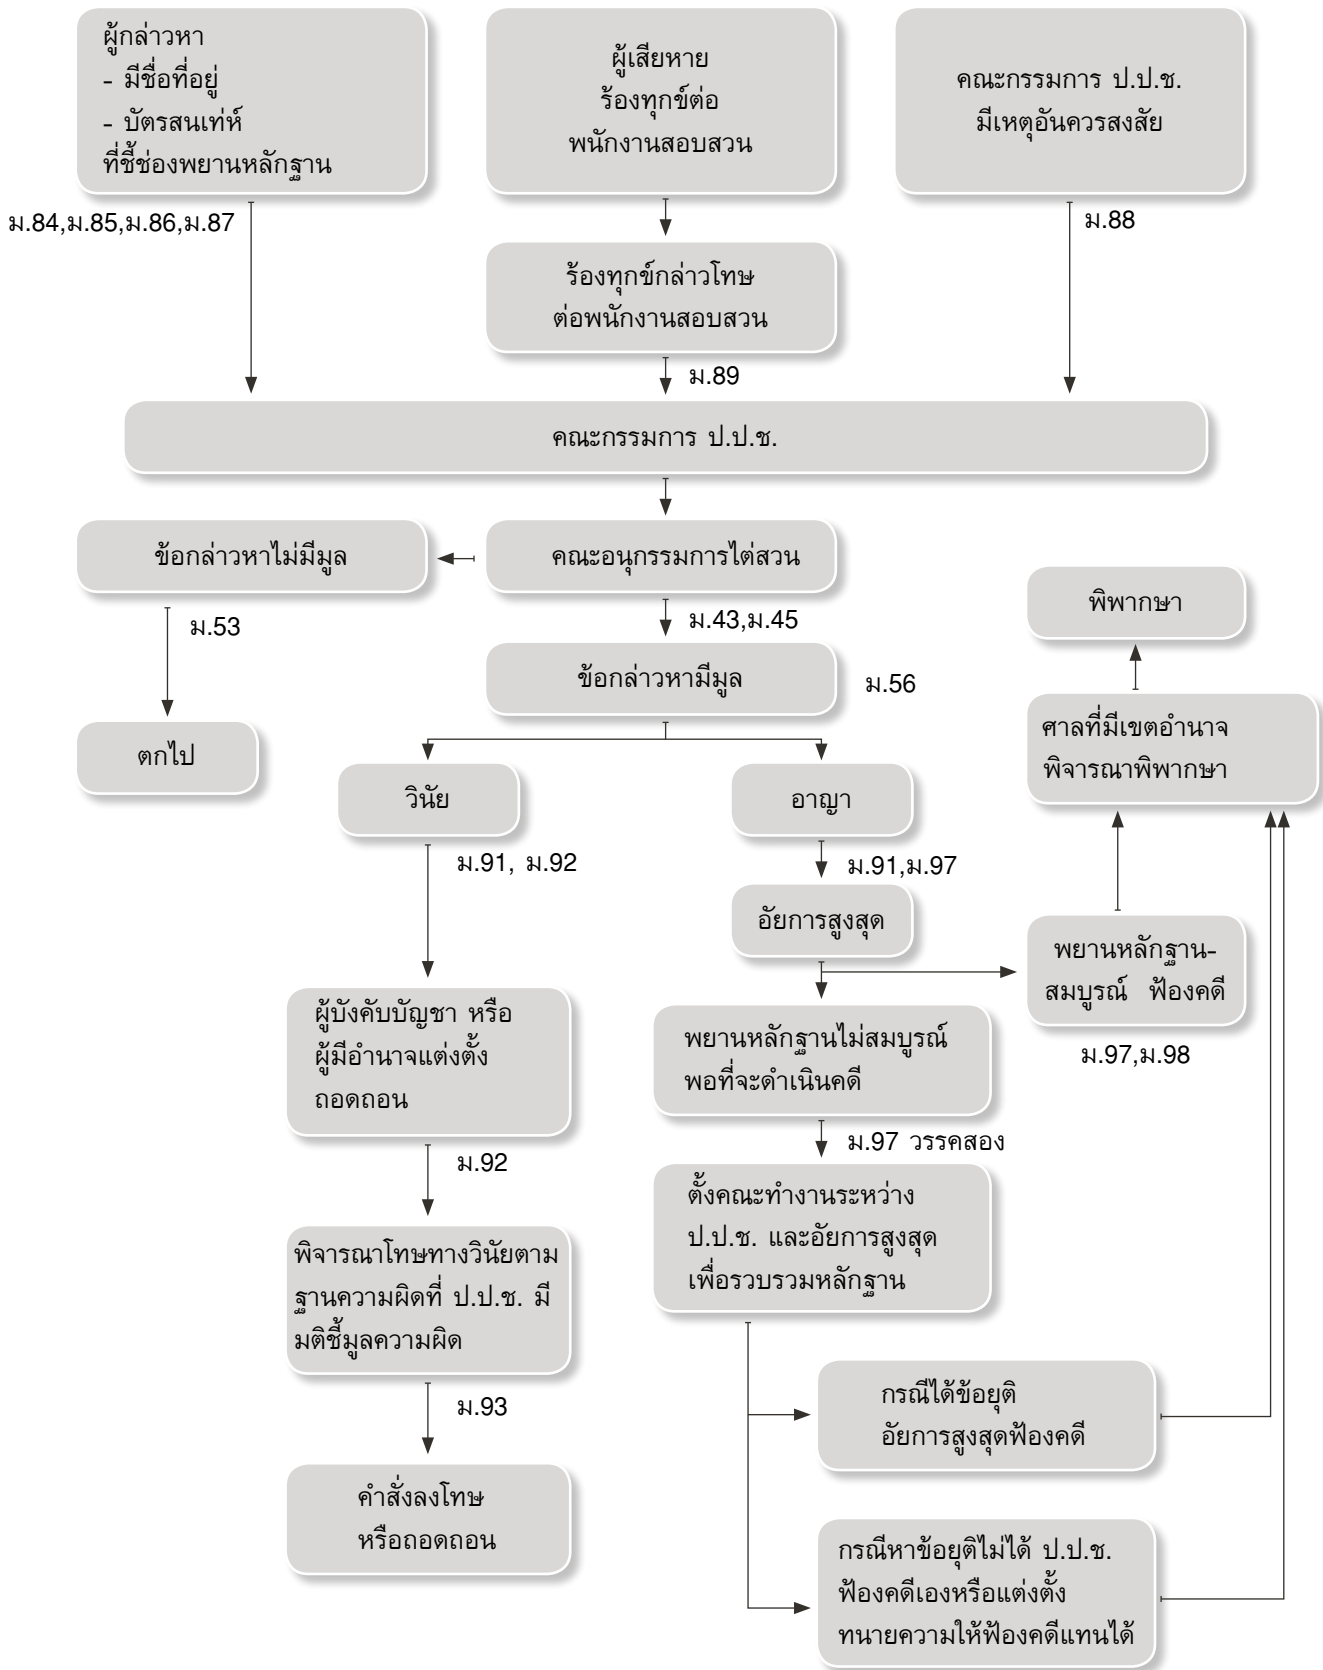 ผู้กล่าวหา
- มีชื่อที่อยู่
- บัตรสนเท่ห์
ที่ชี้ช่องพยานหลักฐาน
ผู้เสียหาย
ร้องทุกข์ต่อ
พนักงานสอบสวน
คณะกรรมการ ป.ป.ช.
มีเหตุอันควรสงสัย
ม.84,ม.85,ม.86,ม.87
ม.88
ร้องทุกข์กล่าวโทษ
ต่อพนักงานสอบสวน
ม.89
คณะกรรมการ ป.ป.ช.
ข้อกล่าวหาไม่มีมูล
คณะอนุกรรมการไต่สวน
ม.53
ม.43,ม.45
ตกไป
ข้อกล่าวหามีมูล
ม.56
พิพากษา
ศาลที่มีเขตอำนาจ
พิจารณาพิพากษา
วินัย
อาญา
ม.91, ม.92
ม.91,ม.97
อัยการสูงสุด
พยานหลักฐาน-
สมบูรณ์ ฟ้องคดี
ม.97,ม.98
ผู้บังคับบัญชา หรือ
ผู้มีอำนาจแต่งตั้ง
ถอดถอน
พยานหลักฐานไม่สมบูรณ์
พอที่จะดำเนินคดี
ม.92
ม.97 วรรคสอง
พิจารณาโทษทางวินัยตาม
ฐานความผิดที่ ป.ป.ช. มี
มติชี้มูลความผิด
ตั้งคณะทำงานระหว่าง
ป.ป.ช. และอัยการสูงสุด
เพื่อรวบรวมหลักฐาน
ม.93
คำสั่งลงโทษ
หรือถอดถอน
กรณีได้ข้อยุติ
อัยการสูงสุดฟ้องคดี
กรณีหาข้อยุติไม่ได้ ป.ป.ช.
ฟ้องคดีเองหรือแต่งตั้ง
ทนายความให้ฟ้องคดีแทนได้